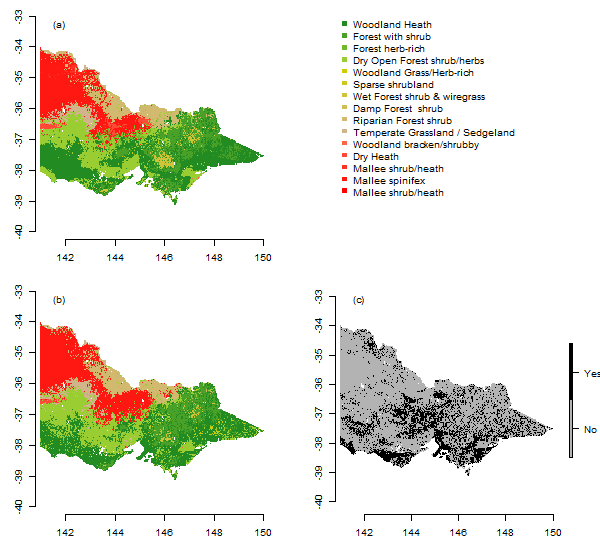 (a)
-33
-34
-35
-36
-37
-38
-39
-40
142
144
146
148
150
Woodland Heath
Forest with shrub
Forest herb-rich
Dry Open Forest shrub/herbs
Woodland Grass/Herb-rich
Sparse shrubland
Wet Forest shrub & wiregrass
Damp Forest shrub
Riparian Forest shrub
Temperate Grassland / Sedgeland
Woodland bracken/shrubby
Dry Heath
Mallee shrub/heath
Mallee spinifex
Mallee shrub/heath
(b)
-33
-34
-35
-36
-37
-38
-39
-40
142
144
146
148
150
(c)
-33
-34
-35
-36
-37
-38
-39
-40
142
144
146
148
150
Yes
No